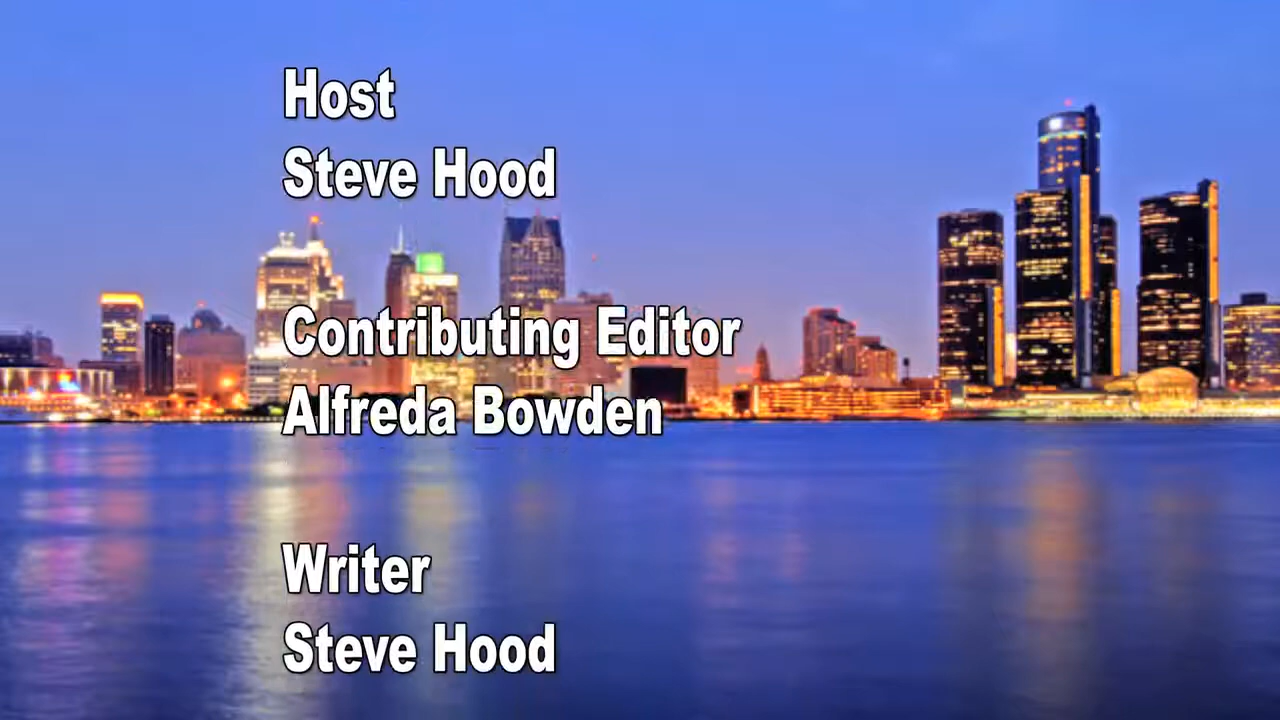 Host
Steve Hood
Contributing Editor
Alfreda Bowden
Writer
Steve Hood